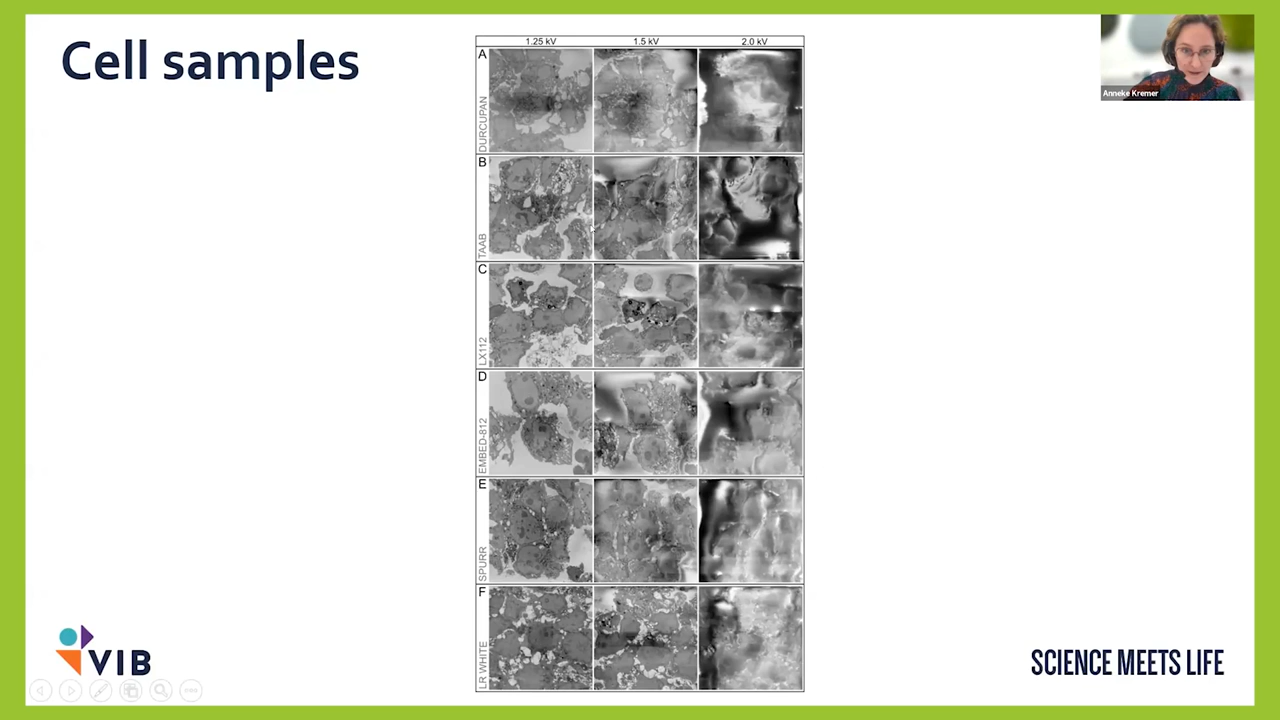 Cell samples
1.25 kV 1.5 kV 2.0 kV
A
DURCUPAN
B
TAAB
C
LX112
D
EMBED-812
E
SPURR
F
LR WHITE
Anneke Kremer
VIB
SCIENCE MEETS LIFE